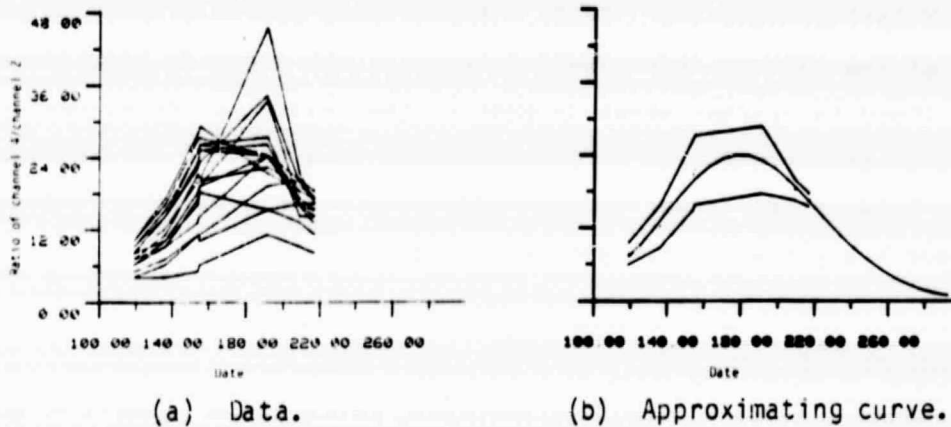 48 00
36 00
24 00
12 00
0 00
Ratio of channel 4/channel 2
100 00 140 00 180 00 220 00 260 00
Date
(a) Data.
100 00 140 00 180 00 220 00 260 00
Date
(b) Approximating curve.